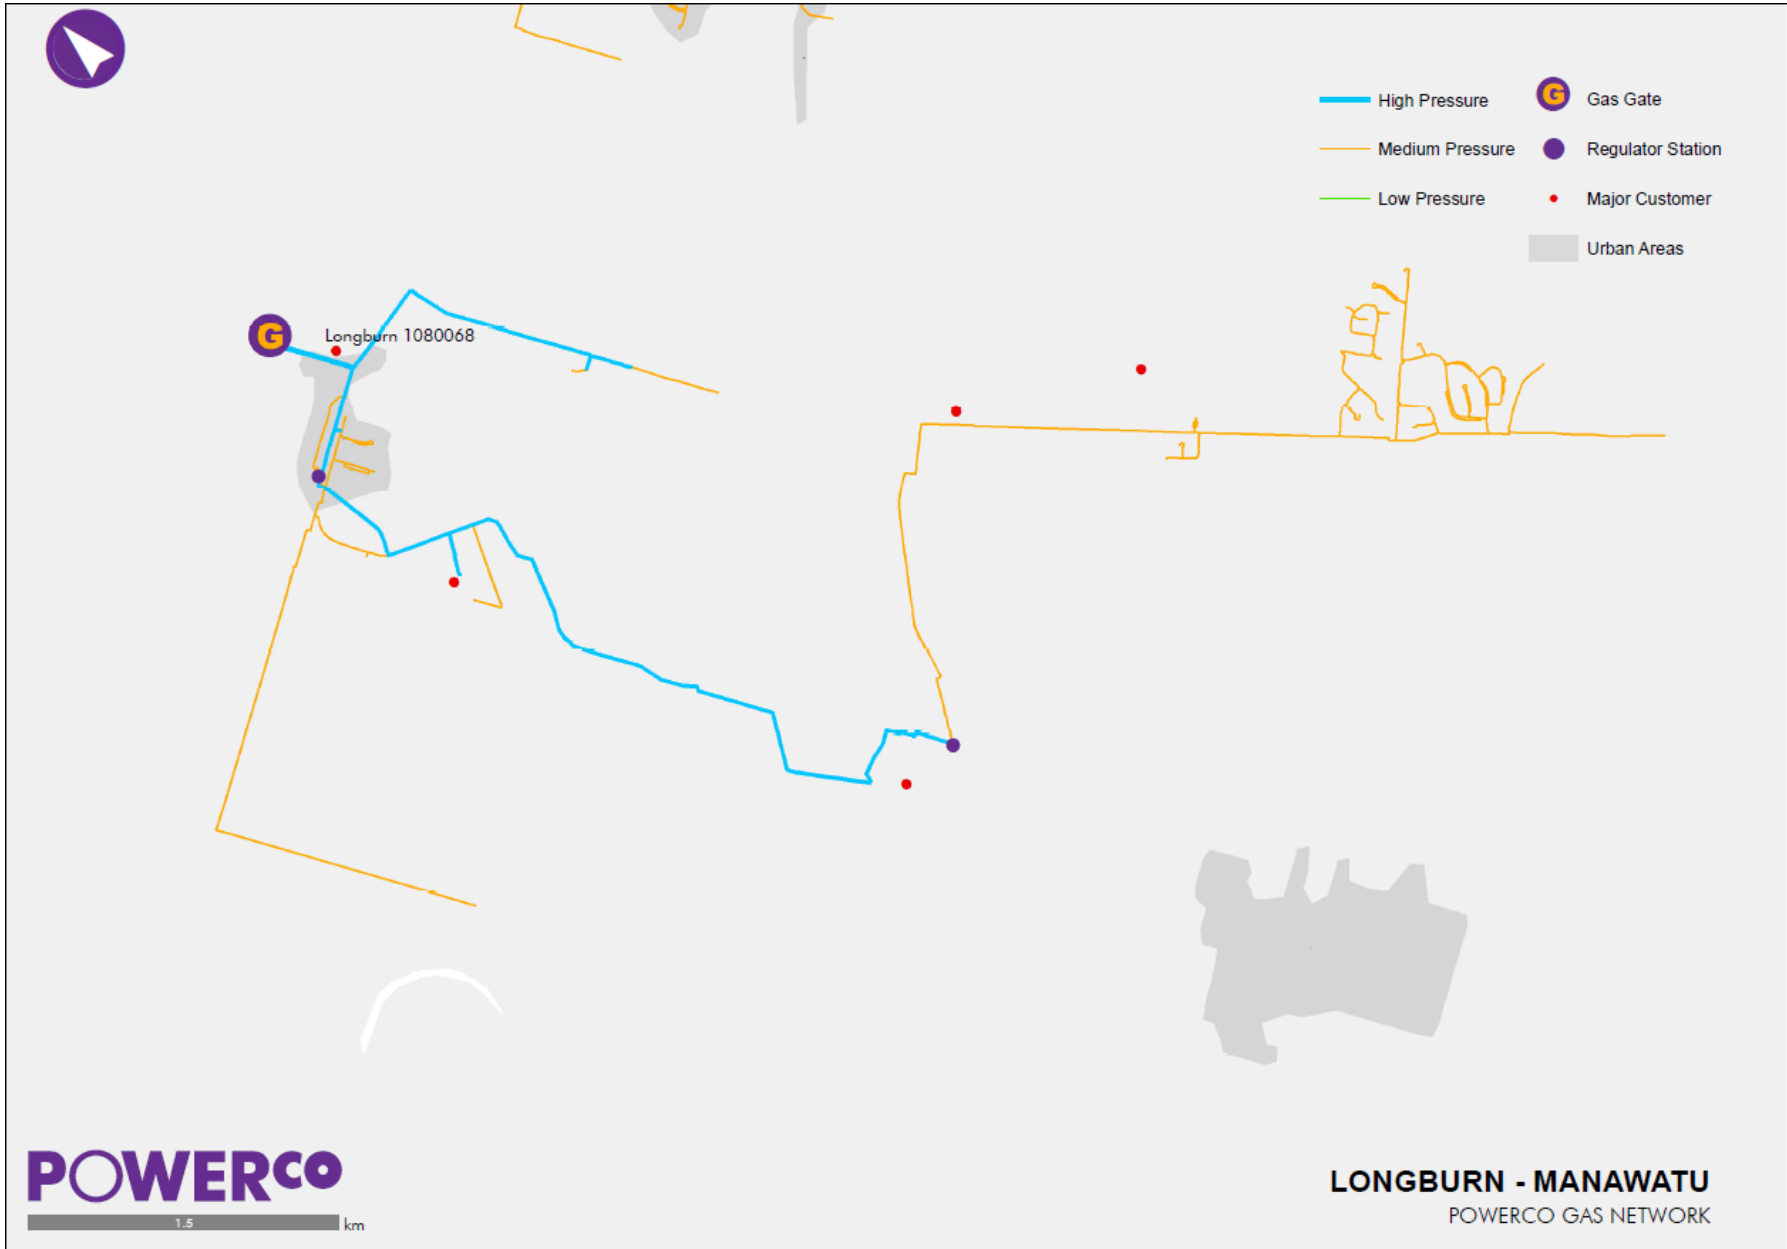 High Pressure
G
Gas Gate
Medium Pressure
Regulator Station
Low Pressure
Major Customer
Urban Areas
G
Longburn 1080068
POWERCO
1.5
km
LONGBURN - MANAWATU
POWERCO GAS NETWORK